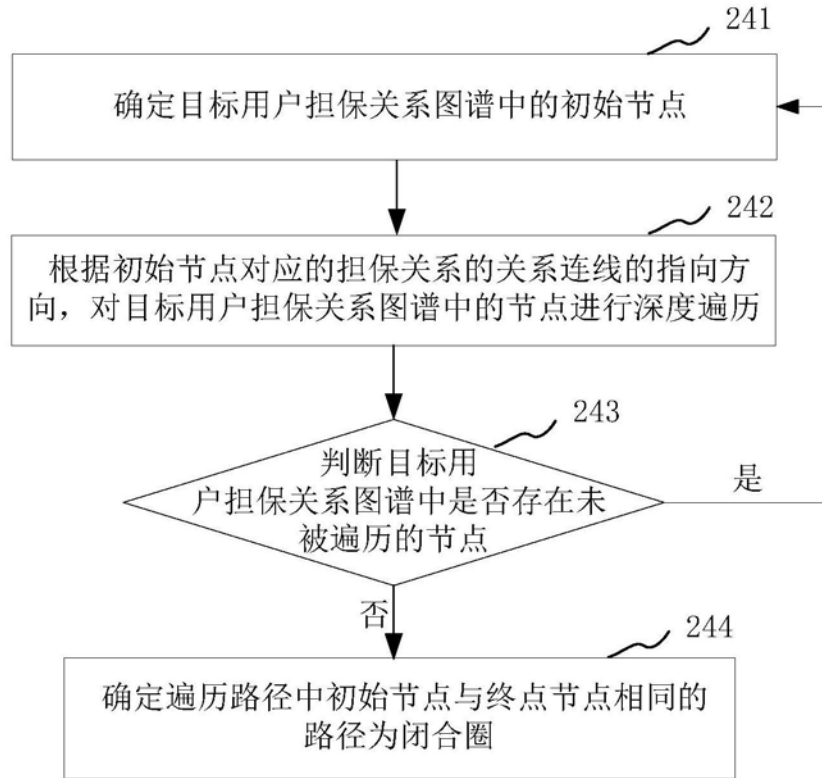 241
确定目标用户担保关系图谱中的初始节点
242
根据初始节点对应的担保关系的关系连线的指向方
向，对目标用户担保关系图谱中的节点进行深度遍历
243
判断目标用
户担保关系图谱中是否存在未
被遍历的节点
是
否
244
确定遍历路径中初始节点与终点节点相同的
路径为闭合圈